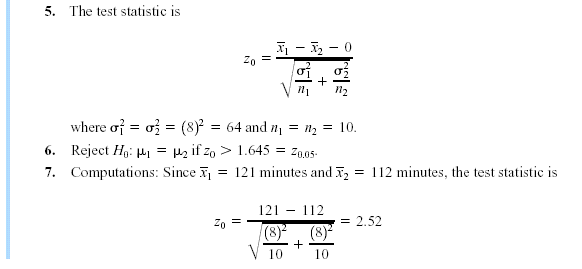 5. The test statistic is
z₀ = (x̄₁ − x̄₂ − 0) / √(σ₁²/n₁ + σ₂²/n₂)
where σ₁² = σ₂² = (8)² = 64 and n₁ = n₂ = 10.
6. Reject H₀: μ₁ = μ₂ if z₀ > 1.645 = z₀.₀₅.
7. Computations: Since x̄₁ = 121 minutes and x̄₂ = 112 minutes, the test statistic is
z₀ = (121 − 112) / √((8)²/10 + (8)²/10) = 2.52